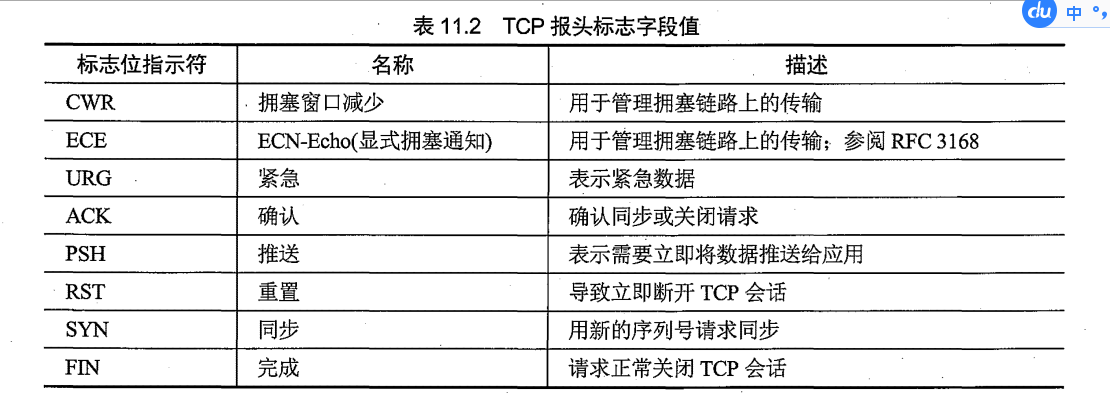 du 中 °,
表 11.2 TCP 报头标志字段值
标志位指示符 名称 描述
CWR 拥塞窗口减少 用于管理拥塞链路上的传输
ECE ECN-Echo(显式拥塞通知) 用于管理拥塞链路上的传输；参阅 RFC 3168
URG 紧急 表示紧急数据
ACK 确认 确认同步或关闭请求
PSH 推送 表示需要立即将数据推送给应用
RST 重置 导致立即断开 TCP 会话
SYN 同步 用新的序列号请求同步
FIN 完成 请求正常关闭 TCP 会话